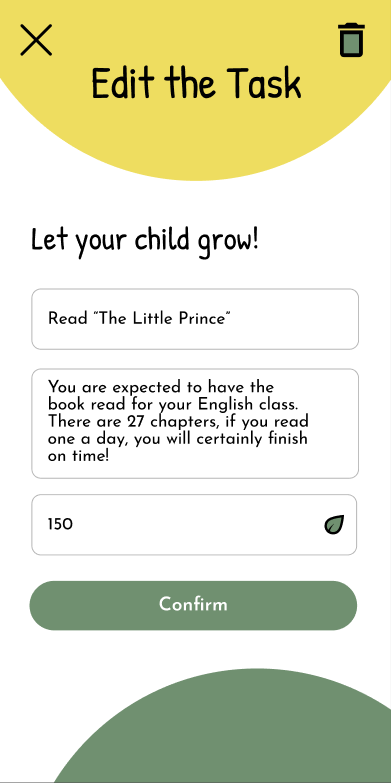 Edit the Task
Let your child grow!
Read “The Little Prince”
You are expected to have the
book read for your English class.
There are 27 chapters, if you read
one a day, you will certainly finish
on time!
150
Confirm